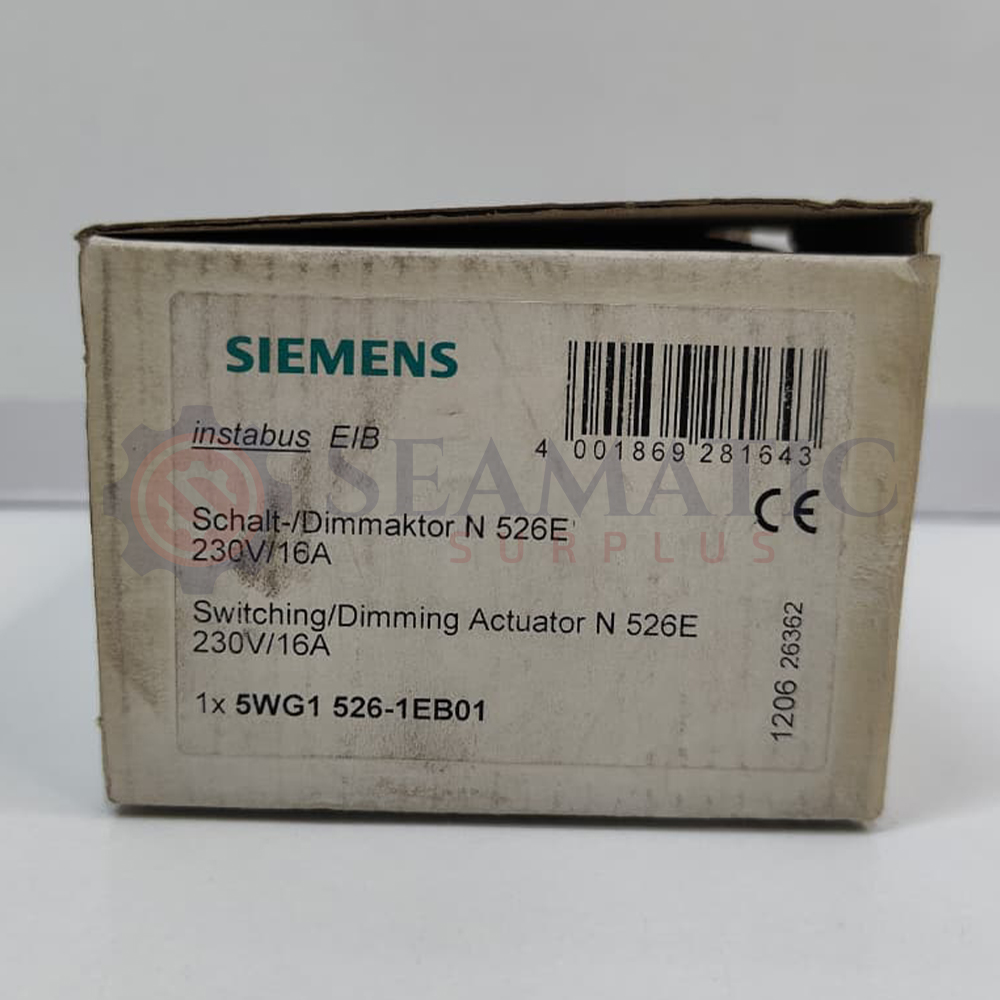 SIEMENS
instabus EIB
4 001869 281643
CE
Schalt-/Dimmaktor N 526E
230V/16A
Switching/Dimming Actuator N 526E
230V/16A
1x 5WG1 526-1EB01
1206 26362
SEAMATIC
SURPLUS